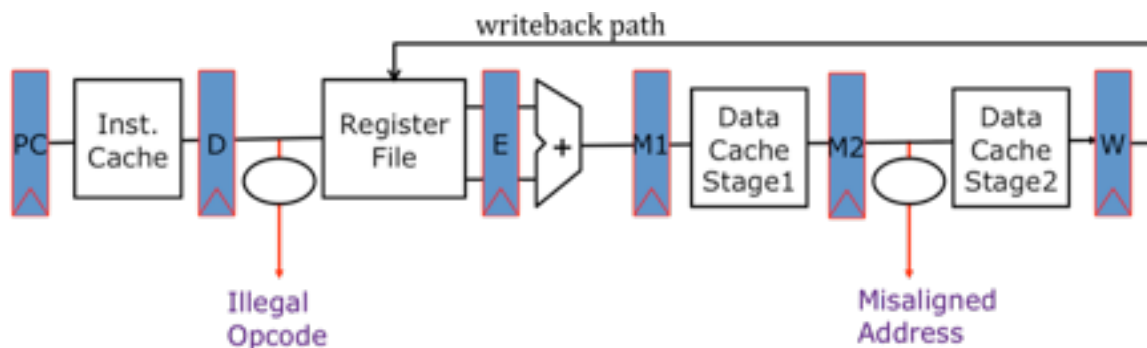 writeback path
PC
Inst.
Cache
D
Register
File
E
+
M1
Data
Cache
Stage1
M2
Data
Cache
Stage2
W
Illegal
Opcode
Misaligned
Address